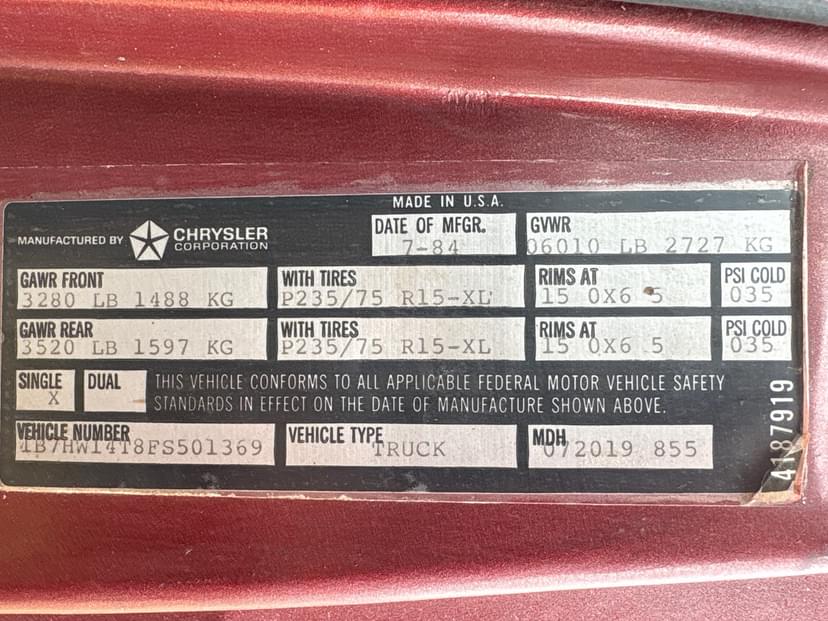 MADE IN U.S.A.
MANUFACTURED BY CHRYSLER CORPORATION
DATE OF MFGR. GVWR
7-84 06010 LB 2727 KG
GAWR FRONT WITH TIRES RIMS AT PSI COLD
3280 LB 1488 KG P235/75 R15-XL 15 0X6 5 035
GAWR REAR WITH TIRES RIMS AT PSI COLD
3520 LB 1597 KG P235/75 R15-XL 15 0X6 5 035
SINGLE DUAL THIS VEHICLE CONFORMS TO ALL APPLICABLE FEDERAL MOTOR VEHICLE SAFETY
X STANDARDS IN EFFECT ON THE DATE OF MANUFACTURE SHOWN ABOVE.
VEHICLE NUMBER VEHICLE TYPE MDH
1B7HW14T8FS501369 TRUCK 072019 855
4187919